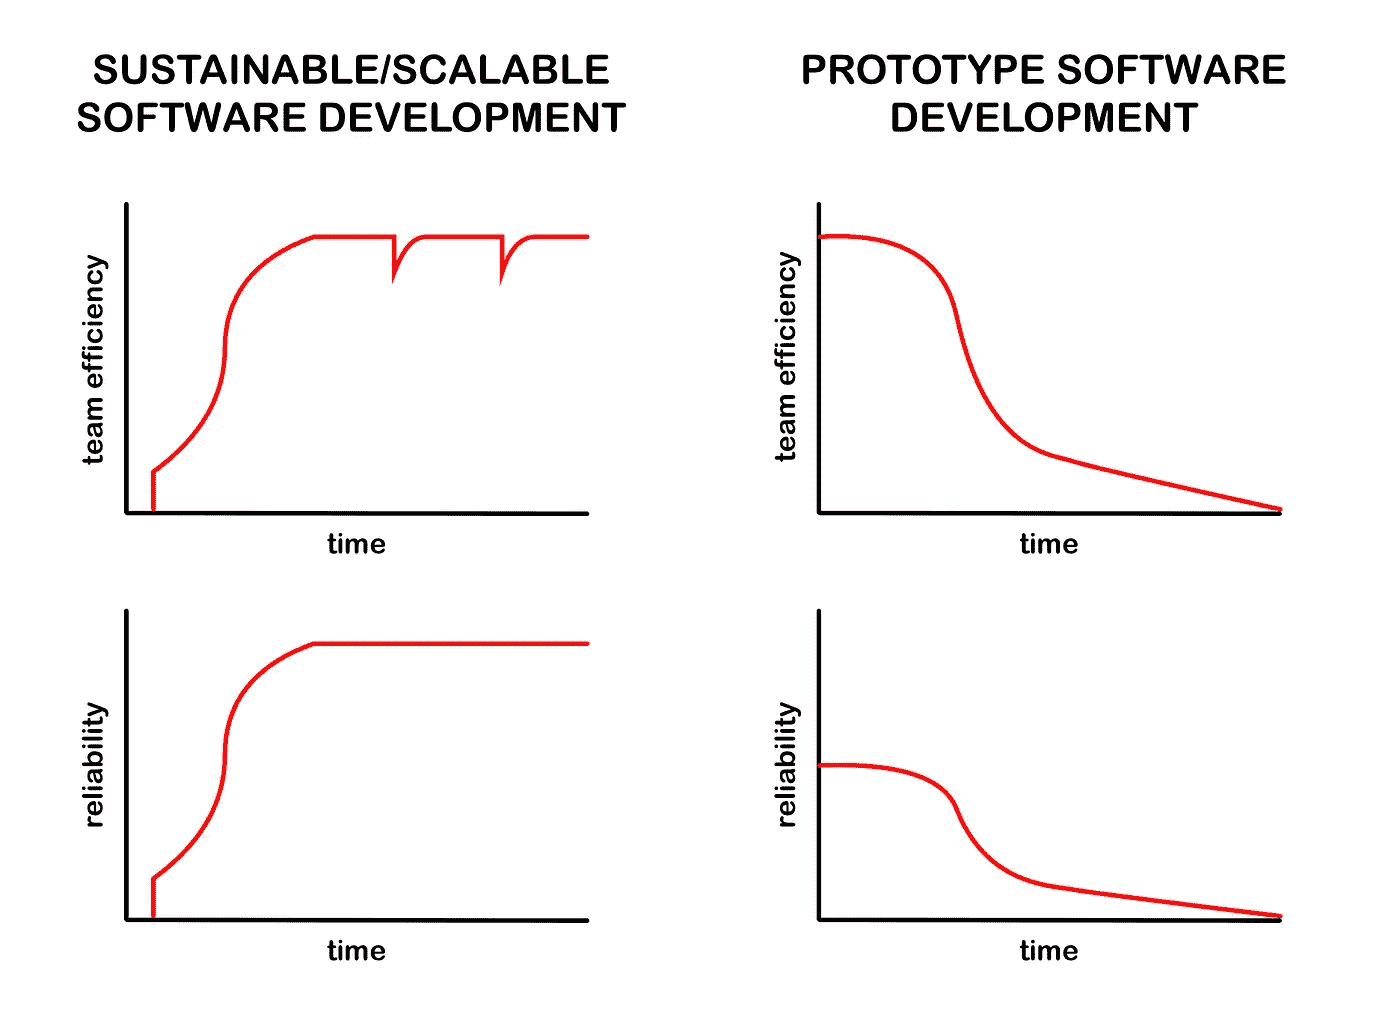 SUSTAINABLE/SCALABLE
SOFTWARE DEVELOPMENT
PROTOTYPE SOFTWARE
DEVELOPMENT
team efficiency
time
team efficiency
time
reliability
time
reliability
time